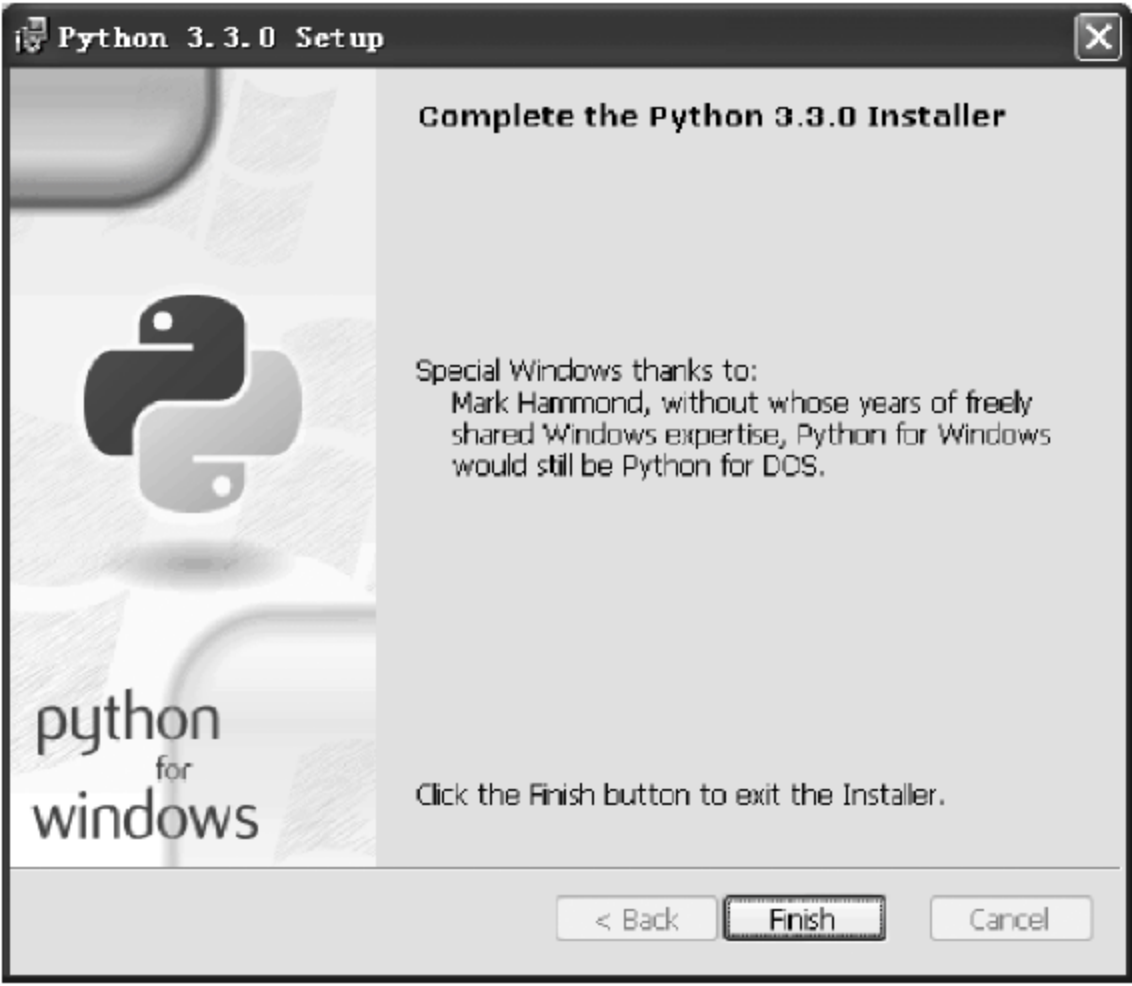 Python 3.3.0 Setup
Complete the Python 3.3.0 Installer
Special Windows thanks to:
Mark Hammond, without whose years of freely
shared Windows expertise, Python for Windows
would still be Python for DOS.
python
for
windows
Click the Finish button to exit the Installer.
< Back
Finish
Cancel